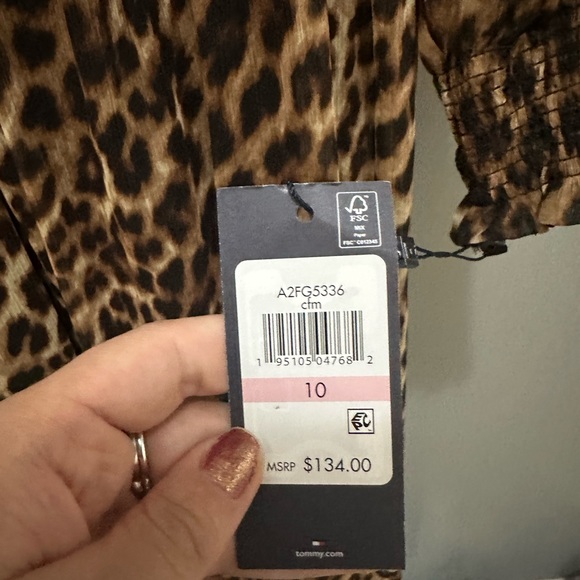 FSC
MIX
Paper
FSC® C012345
A2FG5336
cfm
1 95105 04768 2
10
MSRP $134.00
tommy.com